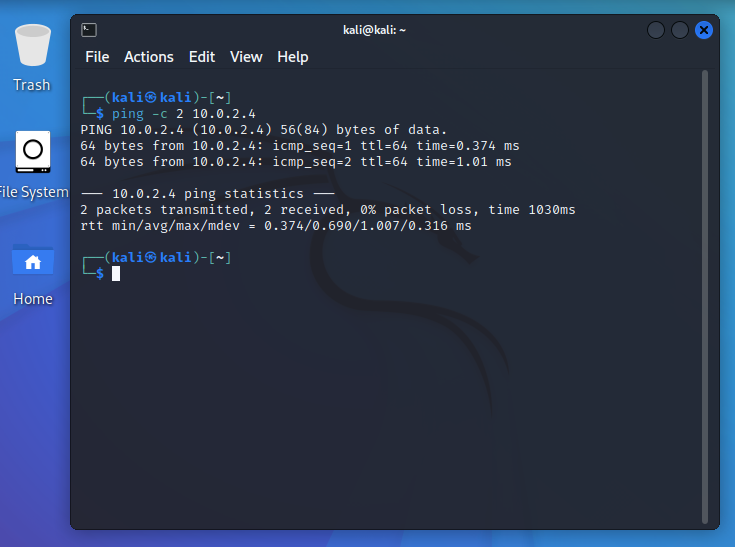 kali@kali: ~
File Actions Edit View Help
Trash
File System
Home
┌──(kali㉿kali)-[~]
└─$ ping -c 2 10.0.2.4
PING 10.0.2.4 (10.0.2.4) 56(84) bytes of data.
64 bytes from 10.0.2.4: icmp_seq=1 ttl=64 time=0.374 ms
64 bytes from 10.0.2.4: icmp_seq=2 ttl=64 time=1.01 ms
--- 10.0.2.4 ping statistics ---
2 packets transmitted, 2 received, 0% packet loss, time 1030ms
rtt min/avg/max/mdev = 0.374/0.690/1.007/0.316 ms
┌──(kali㉿kali)-[~]
└─$